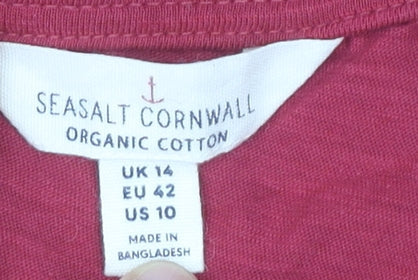 SEASALT CORNWALL
ORGANIC COTTON
UK 14
EU 42
US 10
MADE IN
BANGLADESH